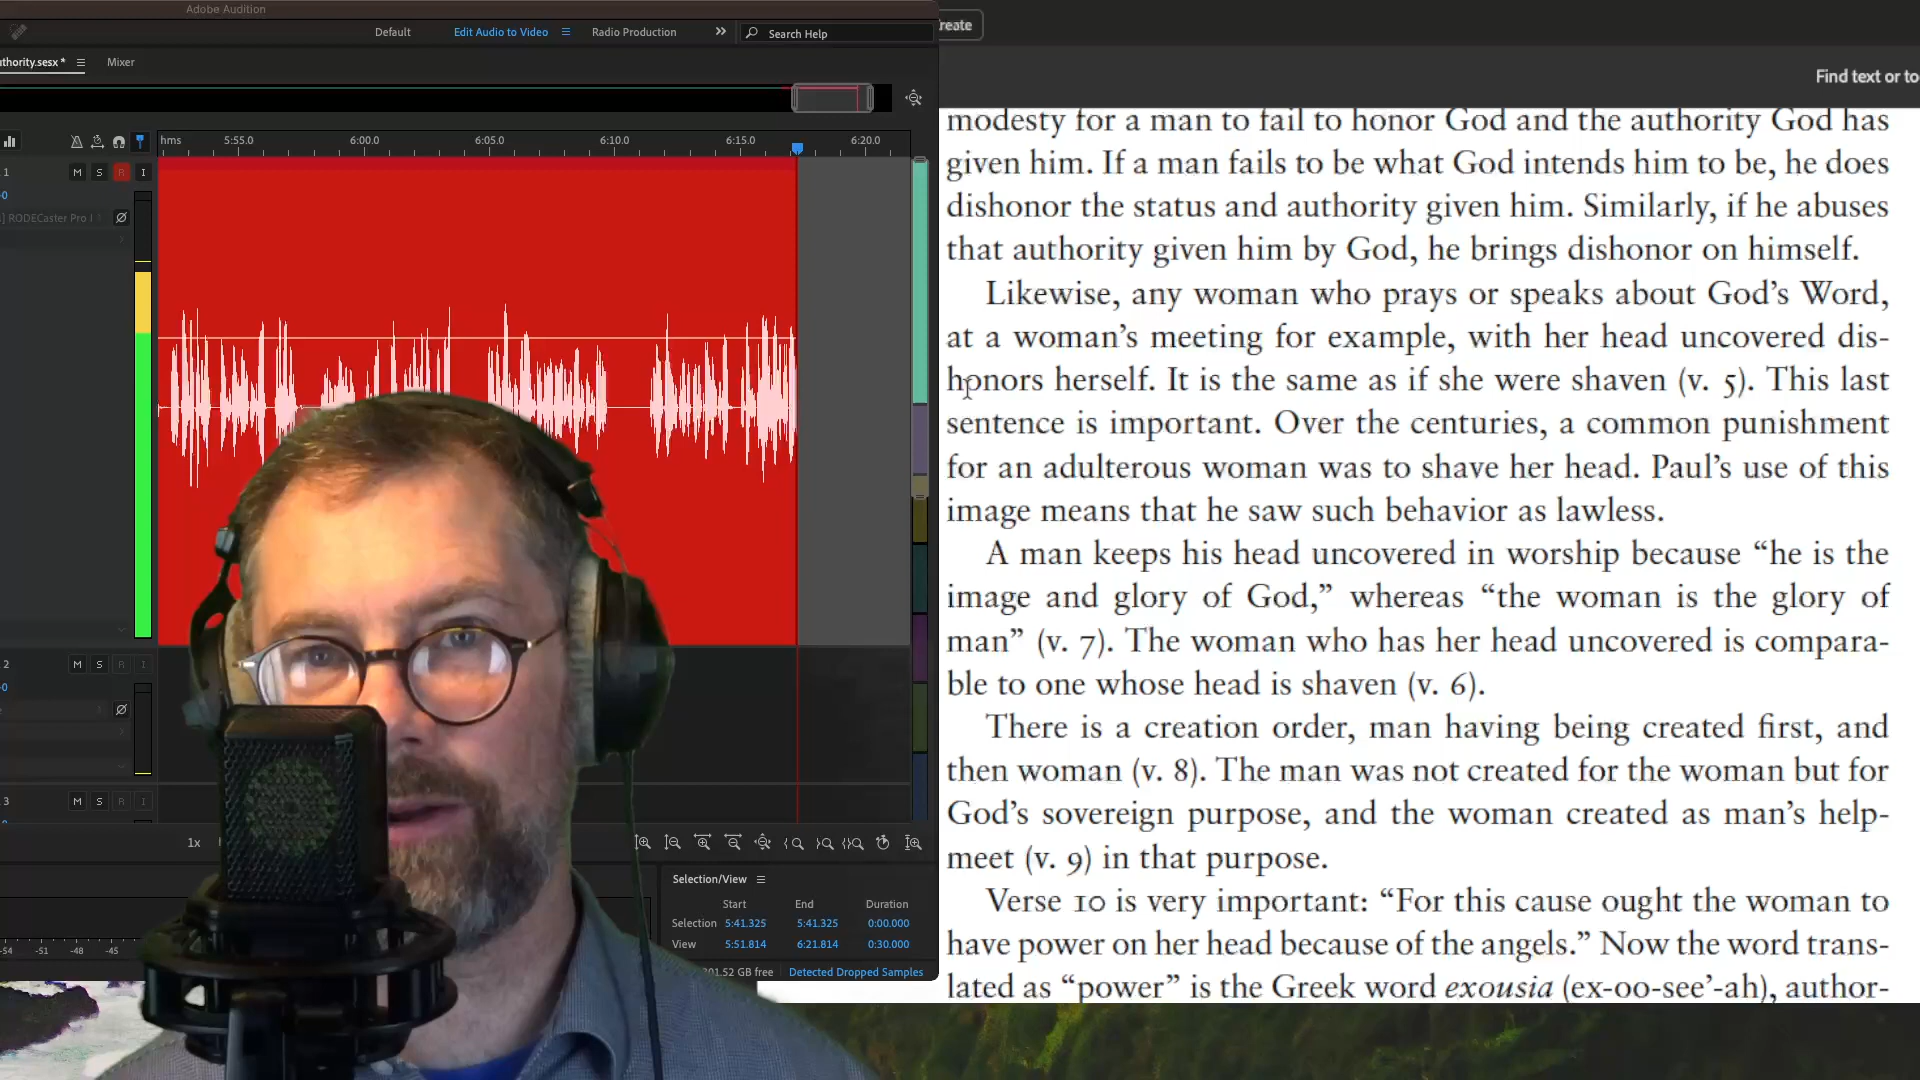 Adobe Audition
Default
Edit Audio to Video
Radio Production
Search Help
reate
uthority.sesx *
Mixer
Find text or to
hms
5:55.0
6:00.0
6:05.0
6:10.0
6:15.0
6:20.0
1
M
S
R
I
RODECaster Pro I
2
M
S
R
I
3
M
S
R
I
1x
Selection/View
Start
End
Duration
Selection
5:41.325
5:41.325
0:00.000
View
5:51.814
6:21.814
0:30.000
-54
-51
-48
-45
01.52 GB free
Detected Dropped Samples
modesty for a man to fail to honor God and the authority God has
given him. If a man fails to be what God intends him to be, he does
dishonor the status and authority given him. Similarly, if he abuses
that authority given him by God, he brings dishonor on himself.
Likewise, any woman who prays or speaks about God’s Word,
at a woman’s meeting for example, with her head uncovered dis-
honors herself. It is the same as if she were shaven (v. 5). This last
sentence is important. Over the centuries, a common punishment
for an adulterous woman was to shave her head. Paul’s use of this
image means that he saw such behavior as lawless.
A man keeps his head uncovered in worship because “he is the
image and glory of God,” whereas “the woman is the glory of
man” (v. 7). The woman who has her head uncovered is compara-
ble to one whose head is shaven (v. 6).
There is a creation order, man having being created first, and
then woman (v. 8). The man was not created for the woman but for
God’s sovereign purpose, and the woman created as man’s help-
meet (v. 9) in that purpose.
Verse 10 is very important: “For this cause ought the woman to
have power on her head because of the angels.” Now the word trans-
lated as “power” is the Greek word exousia (ex-oo-see’-ah), author-